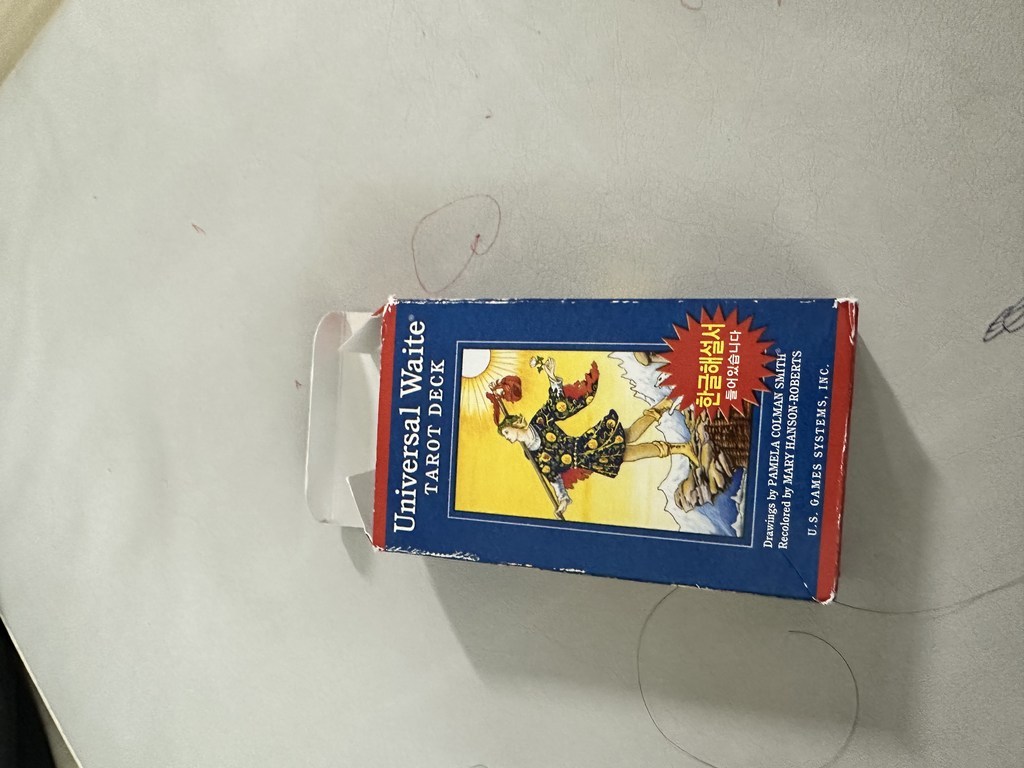 Universal Waite®
TAROT DECK
한글해설서
들어있습니다
Drawings by PAMELA COLMAN SMITH
Recolored by MARY HANSON-ROBERTS
U.S. GAMES SYSTEMS, INC.